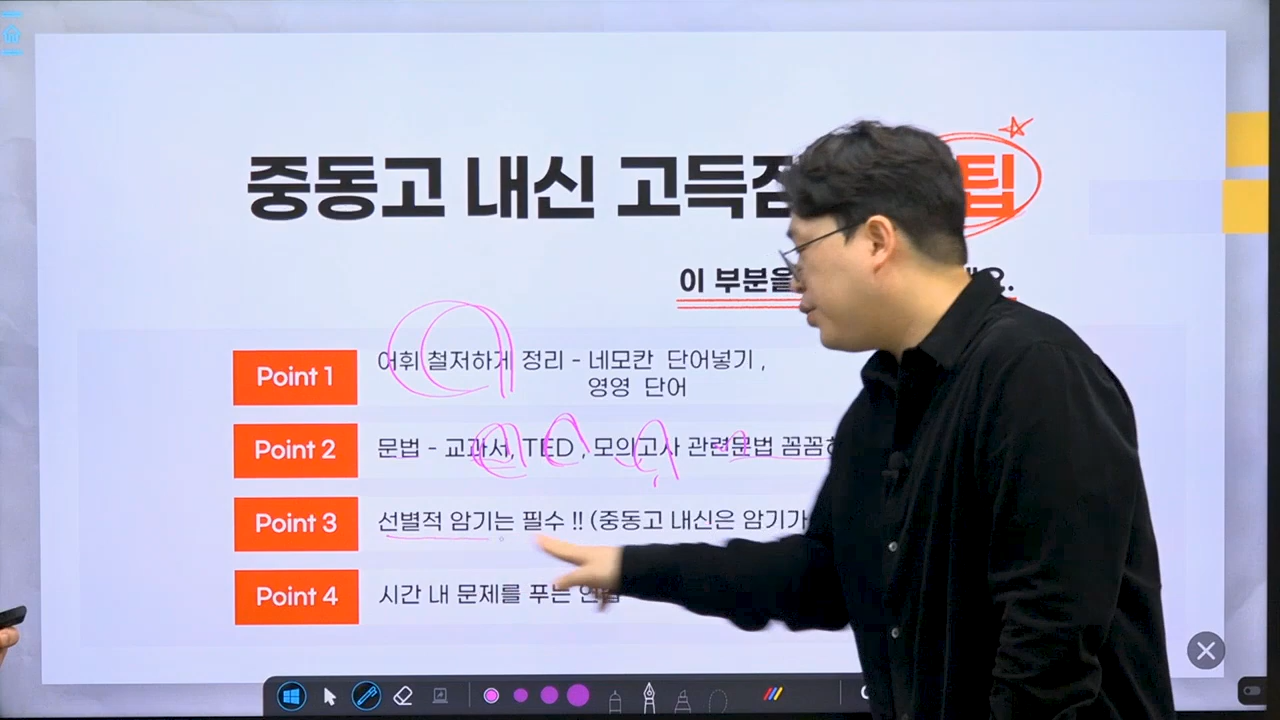 중동고 내신 고득점 팁
이 부분을 요.
Point 1
어휘 철저하게 정리 - 네모칸 단어넣기 ,
영영 단어
Point 2
문법 - 교과서, TED , 모의고사 관련문법 꼼꼼히
Point 3
선별적 암기는 필수 !! (중동고 내신은 암기가
Point 4
시간 내 문제를 푸는